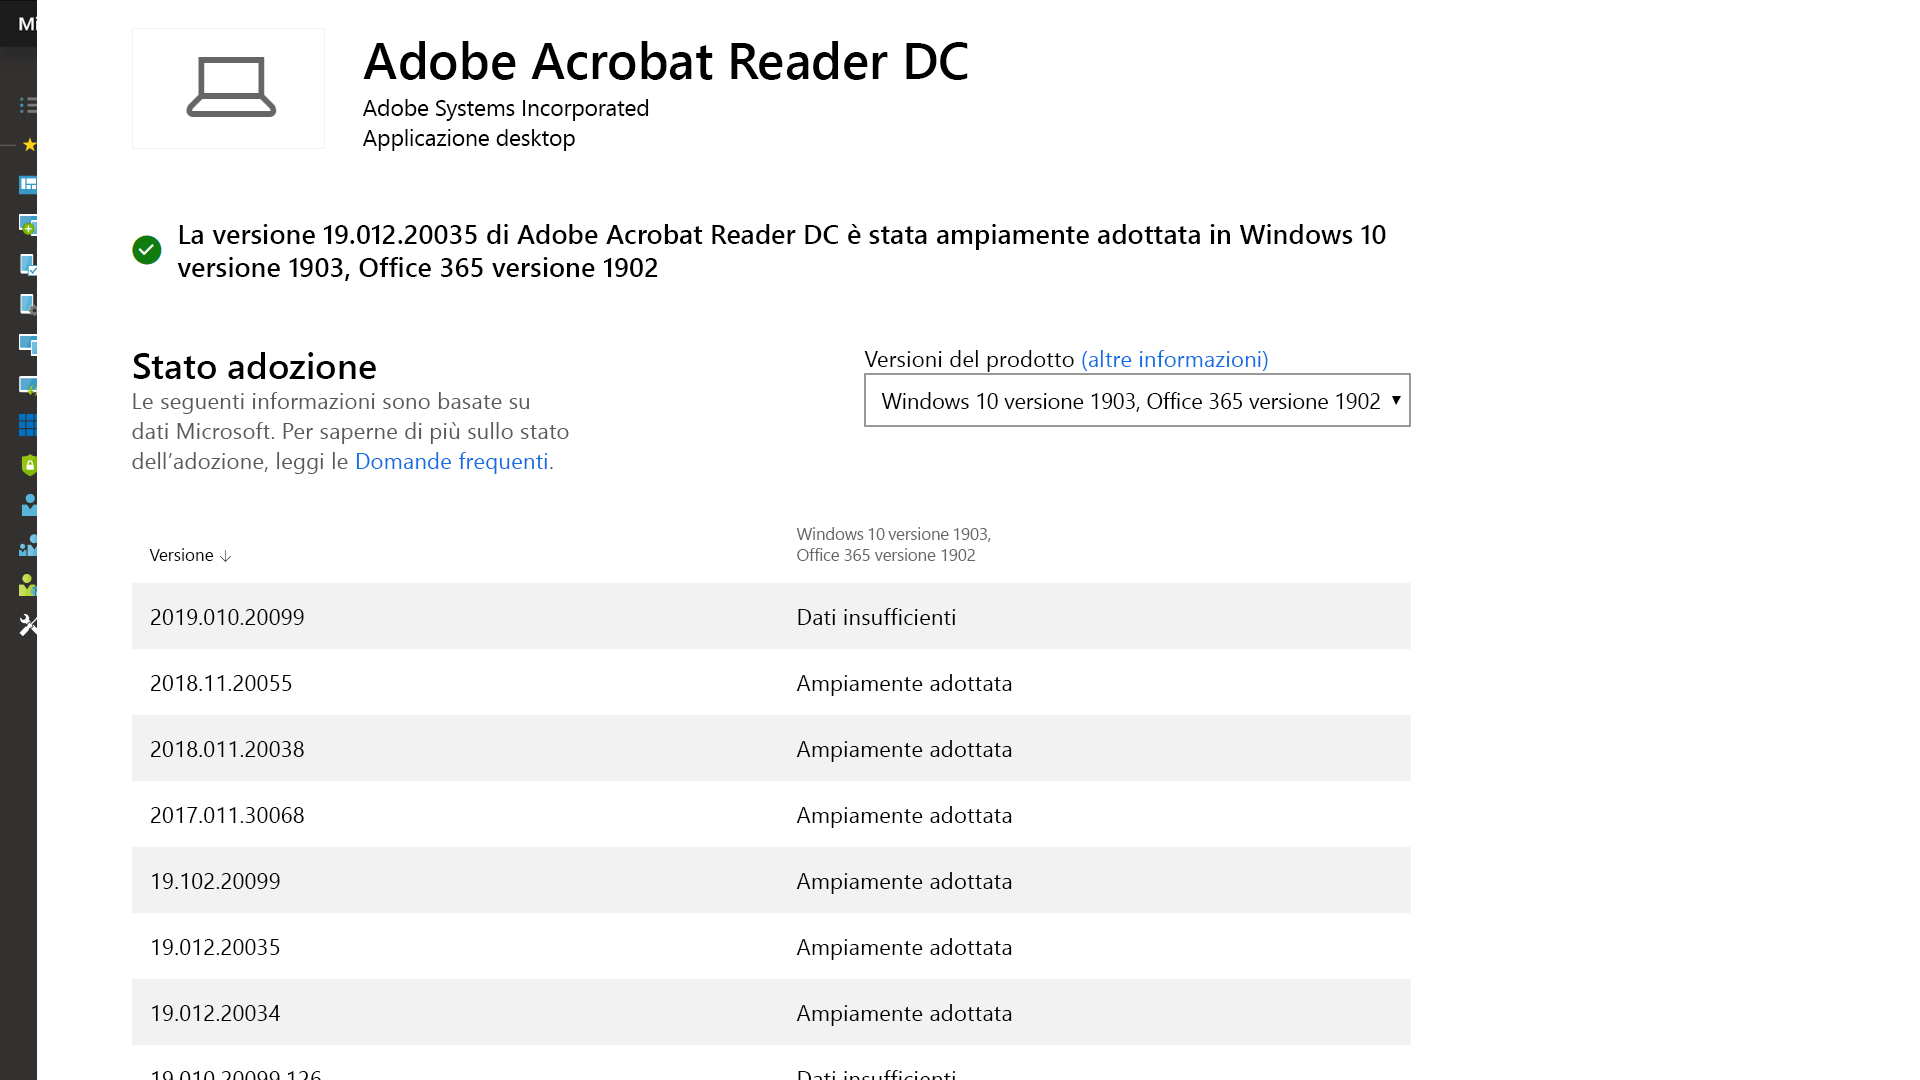 Mi
Adobe Acrobat Reader DC
Adobe Systems Incorporated
Applicazione desktop
La versione 19.012.20035 di Adobe Acrobat Reader DC è stata ampiamente adottata in Windows 10
versione 1903, Office 365 versione 1902
Stato adozione
Le seguenti informazioni sono basate su
dati Microsoft. Per saperne di più sullo stato
dell’adozione, leggi le Domande frequenti.
Versioni del prodotto (altre informazioni)
Windows 10 versione 1903, Office 365 versione 1902
Versione
Windows 10 versione 1903,
Office 365 versione 1902
2019.010.20099 Dati insufficienti
2018.11.20055 Ampiamente adottata
2018.011.20038 Ampiamente adottata
2017.011.30068 Ampiamente adottata
19.102.20099 Ampiamente adottata
19.012.20035 Ampiamente adottata
19.012.20034 Ampiamente adottata
19.010.20099.126 Dati insufficienti